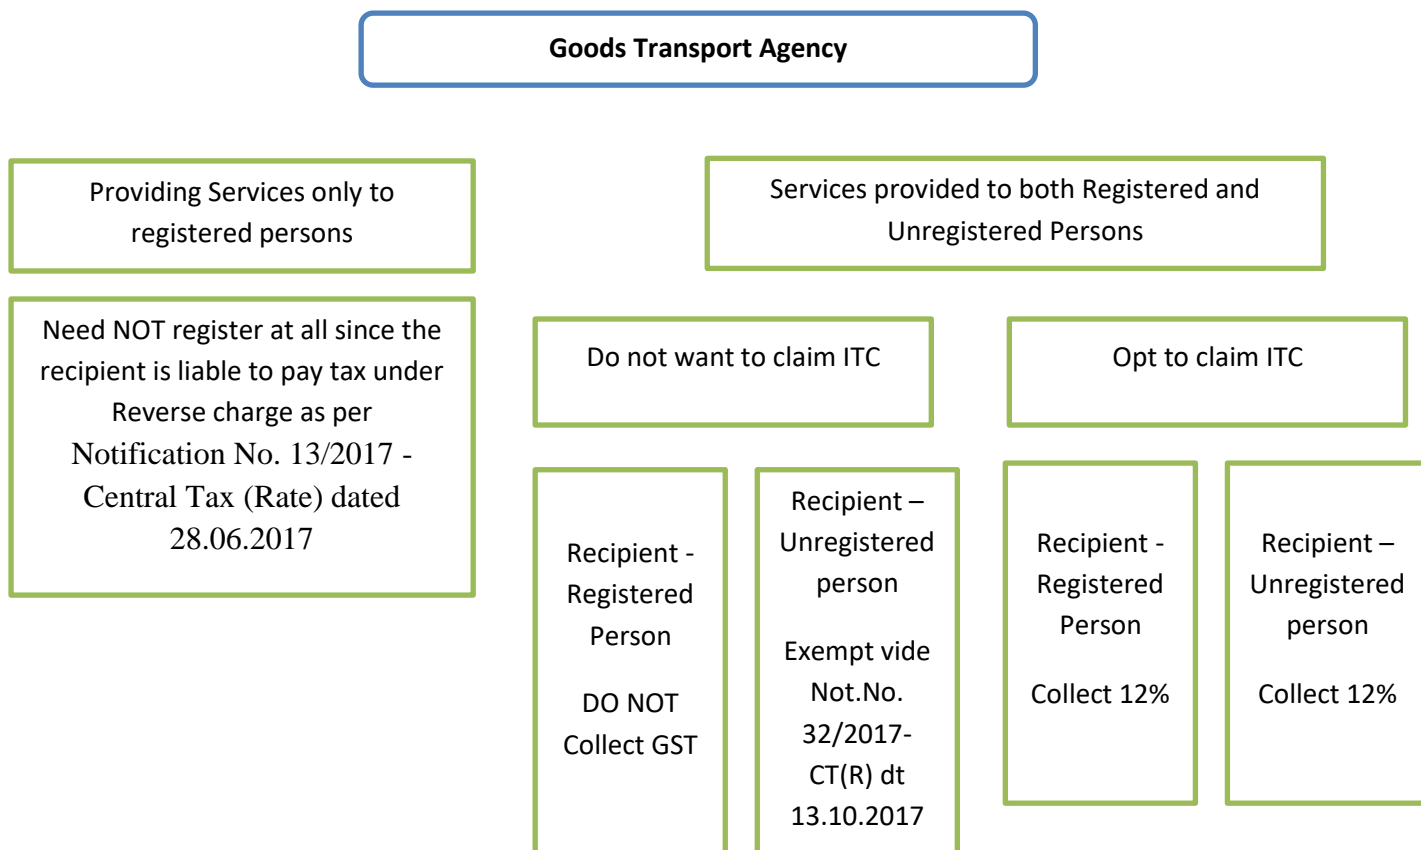 Goods Transport Agency
Providing Services only to
registered persons
Services provided to both Registered and
Unregistered Persons
Need NOT register at all since the
recipient is liable to pay tax under
Reverse charge as per
Notification No. 13/2017 -
Central Tax (Rate) dated
28.06.2017
Do not want to claim ITC
Opt to claim ITC
Recipient -
Registered
Person
DO NOT
Collect GST
Recipient –
Unregistered
person
Exempt vide
Not.No.
32/2017-
CT(R) dt
13.10.2017
Recipient -
Registered
Person
Collect 12%
Recipient –
Unregistered
person
Collect 12%